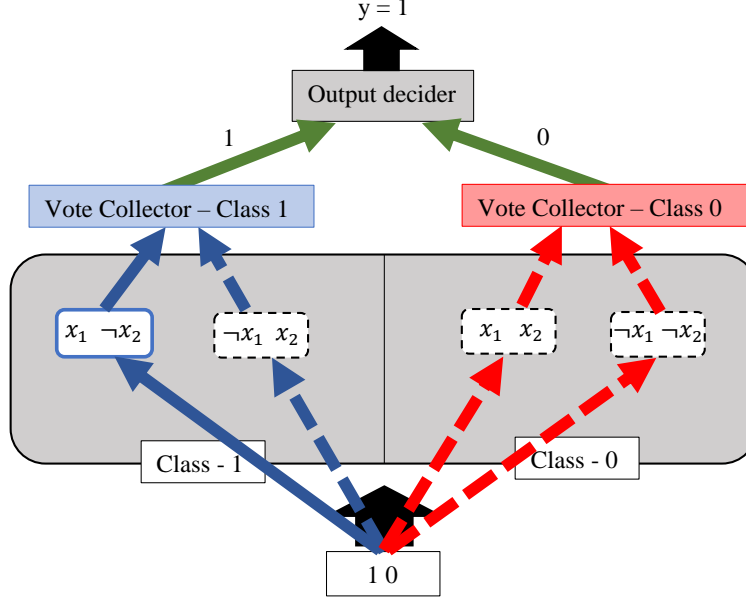 y = 1
Output decider
1 0
Vote Collector – Class 1 Vote Collector – Class 0
𝑥₁ ¬𝑥₂ ¬𝑥₁ 𝑥₂ 𝑥₁ 𝑥₂ ¬𝑥₁ ¬𝑥₂
Class - 1 Class - 0
1 0